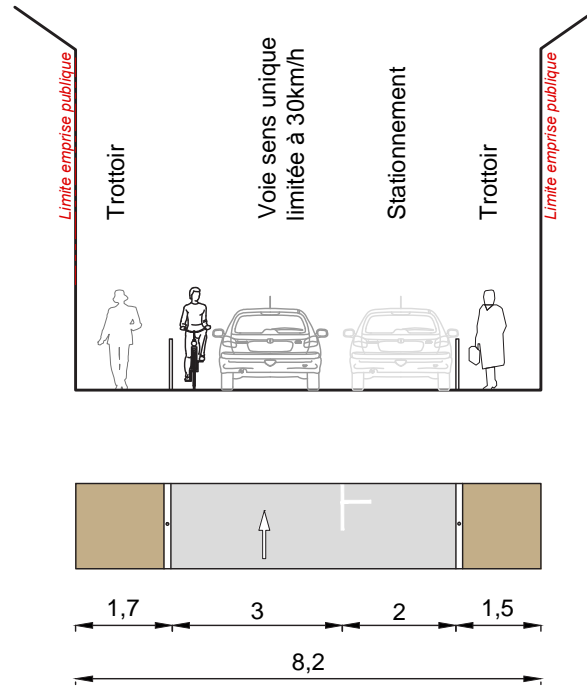 Limite emprise publique
Trottoir
Voie sens unique
limitée à 30km/h
Stationnement
Trottoir
Limite emprise publique
1,7
3
2
1,5
8,2